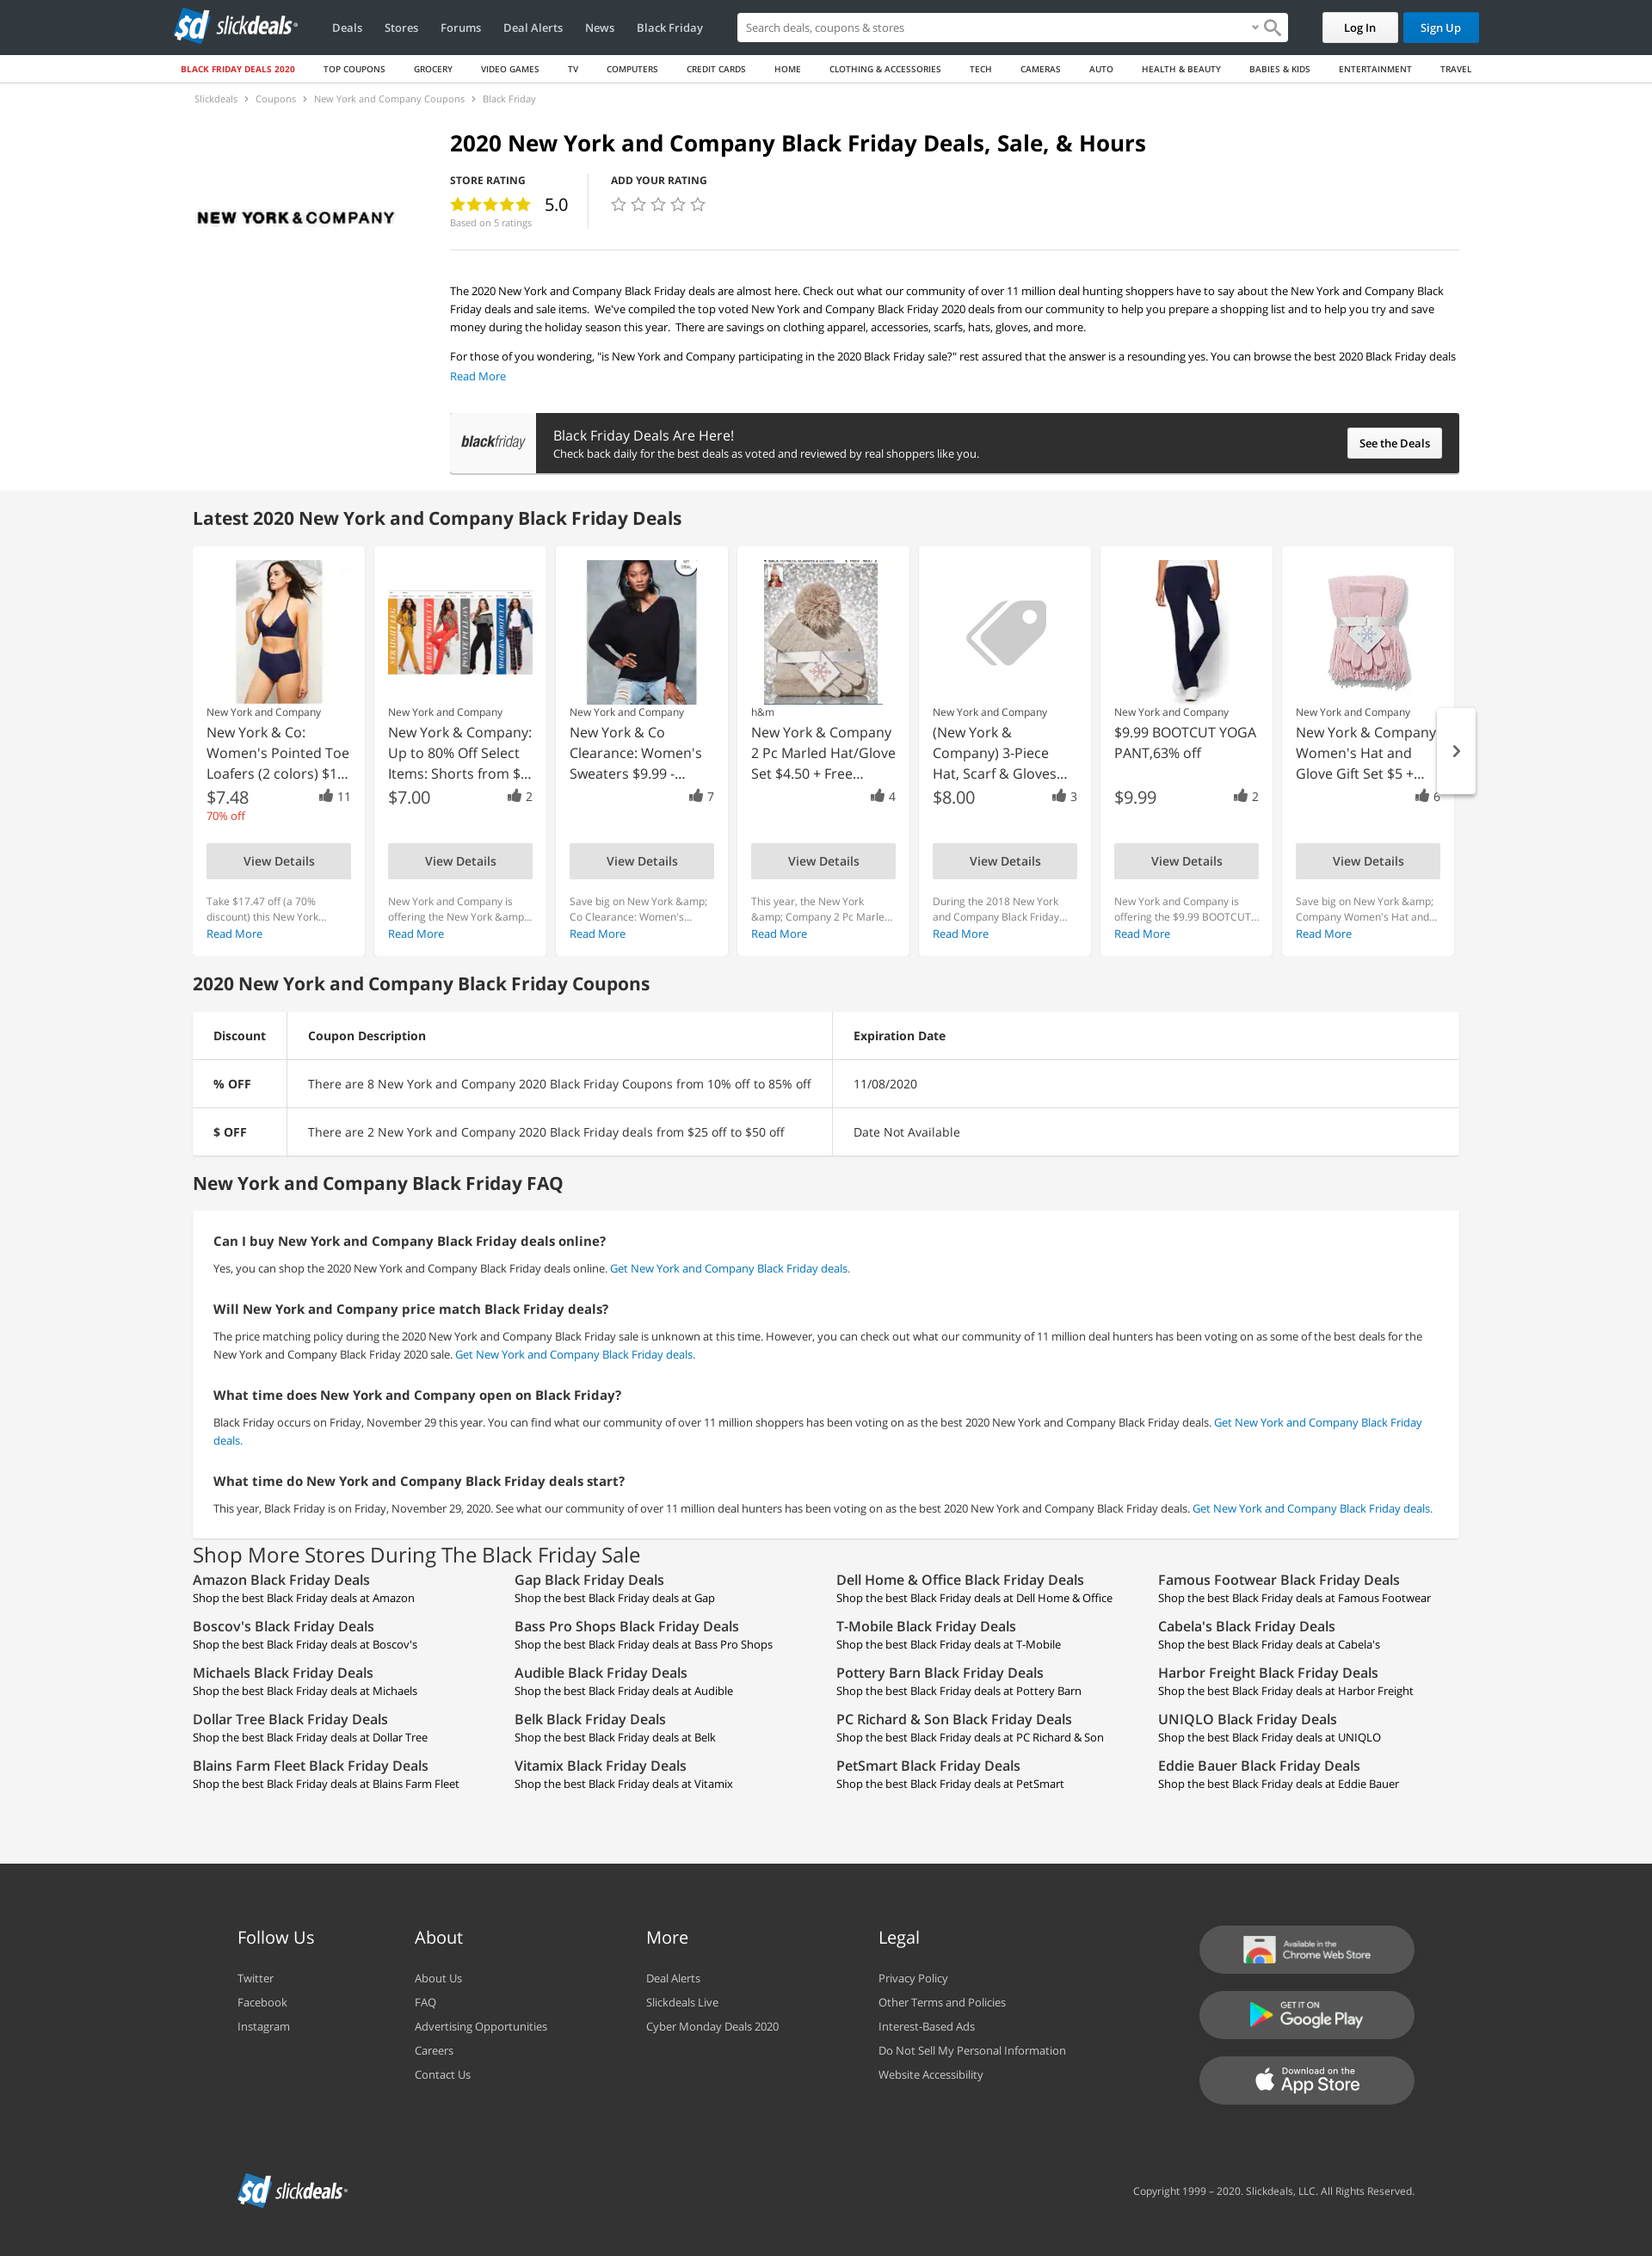 slickdeals
Deals Stores Forums Deal Alerts News Black Friday
Search deals, coupons & stores
Log In Sign Up
BLACK FRIDAY DEALS 2020 TOP COUPONS GROCERY VIDEO GAMES TV COMPUTERS CREDIT CARDS HOME CLOTHING & ACCESSORIES TECH CAMERAS AUTO HEALTH & BEAUTY BABIES & KIDS ENTERTAINMENT TRAVEL
Slickdeals > Coupons > New York and Company Coupons > Black Friday
NEW YORK & COMPANY
2020 New York and Company Black Friday Deals, Sale, & Hours
STORE RATING
5.0
Based on 5 ratings
ADD YOUR RATING
The 2020 New York and Company Black Friday deals are almost here. Check out what our community of over 11 million deal hunting shoppers have to say about the New York and Company Black
Friday deals and sale items. We've compiled the top voted New York and Company Black Friday 2020 deals from our community to help you prepare a shopping list and to help you try and save
money during the holiday season this year. There are savings on clothing apparel, accessories, scarfs, hats, gloves, and more.
For those of you wondering, "is New York and Company participating in the 2020 Black Friday sale?" rest assured that the answer is a resounding yes. You can browse the best 2020 Black Friday deals
Read More
blackfriday
Black Friday Deals Are Here!
Check back daily for the best deals as voted and reviewed by real shoppers like you.
See the Deals
Latest 2020 New York and Company Black Friday Deals
New York and Company
New York & Co:
Women's Pointed Toe
Loafers (2 colors) $1...
$7.48 11
70% off
View Details
Take $17.47 off (a 70%
discount) this New York...
Read More
STRAIGHT LEG BARELY BOOTCUT PONTE PULL-ON MODERN BOOTCUT
New York and Company
New York & Company:
Up to 80% Off Select
Items: Shorts from $...
$7.00 2
View Details
New York and Company is
offering the New York &amp...
Read More
New York and Company
New York & Co
Clearance: Women's
Sweaters $9.99 -...
7
View Details
Save big on New York &amp;
Co Clearance: Women's...
Read More
h&m
New York & Company
2 Pc Marled Hat/Glove
Set $4.50 + Free...
4
View Details
This year, the New York
&amp; Company 2 Pc Marle...
Read More
New York and Company
(New York &
Company) 3-Piece
Hat, Scarf & Gloves...
$8.00 3
View Details
During the 2018 New York
and Company Black Friday...
Read More
New York and Company
$9.99 BOOTCUT YOGA
PANT,63% off
$9.99 2
View Details
New York and Company is
offering the $9.99 BOOTCUT...
Read More
New York and Company
New York & Company
Women's Hat and
Glove Gift Set $5 +...
6
View Details
Save big on New York &amp;
Company Women's Hat and...
Read More
2020 New York and Company Black Friday Coupons
Discount Coupon Description Expiration Date
% OFF There are 8 New York and Company 2020 Black Friday Coupons from 10% off to 85% off 11/08/2020
$ OFF There are 2 New York and Company 2020 Black Friday deals from $25 off to $50 off Date Not Available
New York and Company Black Friday FAQ
Can I buy New York and Company Black Friday deals online?
Yes, you can shop the 2020 New York and Company Black Friday deals online. Get New York and Company Black Friday deals.
Will New York and Company price match Black Friday deals?
The price matching policy during the 2020 New York and Company Black Friday sale is unknown at this time. However, you can check out what our community of 11 million deal hunters has been voting on as some of the best deals for the
New York and Company Black Friday 2020 sale. Get New York and Company Black Friday deals.
What time does New York and Company open on Black Friday?
Black Friday occurs on Friday, November 29 this year. You can find what our community of over 11 million shoppers has been voting on as the best 2020 New York and Company Black Friday deals. Get New York and Company Black Friday
deals.
What time do New York and Company Black Friday deals start?
This year, Black Friday is on Friday, November 29, 2020. See what our community of over 11 million deal hunters has been voting on as the best 2020 New York and Company Black Friday deals. Get New York and Company Black Friday deals.
Shop More Stores During The Black Friday Sale
Amazon Black Friday Deals Gap Black Friday Deals Dell Home & Office Black Friday Deals Famous Footwear Black Friday Deals
Shop the best Black Friday deals at Amazon Shop the best Black Friday deals at Gap Shop the best Black Friday deals at Dell Home & Office Shop the best Black Friday deals at Famous Footwear
Boscov's Black Friday Deals Bass Pro Shops Black Friday Deals T-Mobile Black Friday Deals Cabela's Black Friday Deals
Shop the best Black Friday deals at Boscov's Shop the best Black Friday deals at Bass Pro Shops Shop the best Black Friday deals at T-Mobile Shop the best Black Friday deals at Cabela's
Michaels Black Friday Deals Audible Black Friday Deals Pottery Barn Black Friday Deals Harbor Freight Black Friday Deals
Shop the best Black Friday deals at Michaels Shop the best Black Friday deals at Audible Shop the best Black Friday deals at Pottery Barn Shop the best Black Friday deals at Harbor Freight
Dollar Tree Black Friday Deals Belk Black Friday Deals PC Richard & Son Black Friday Deals UNIQLO Black Friday Deals
Shop the best Black Friday deals at Dollar Tree Shop the best Black Friday deals at Belk Shop the best Black Friday deals at PC Richard & Son Shop the best Black Friday deals at UNIQLO
Blains Farm Fleet Black Friday Deals Vitamix Black Friday Deals PetSmart Black Friday Deals Eddie Bauer Black Friday Deals
Shop the best Black Friday deals at Blains Farm Fleet Shop the best Black Friday deals at Vitamix Shop the best Black Friday deals at PetSmart Shop the best Black Friday deals at Eddie Bauer
Follow Us
Twitter
Facebook
Instagram
About
About Us
FAQ
Advertising Opportunities
Careers
Contact Us
More
Deal Alerts
Slickdeals Live
Cyber Monday Deals 2020
Legal
Privacy Policy
Other Terms and Policies
Interest-Based Ads
Do Not Sell My Personal Information
Website Accessibility
Available in the
Chrome Web Store
GET IT ON
Google Play
Download on the
App Store
slickdeals
Copyright 1999 – 2020. Slickdeals, LLC. All Rights Reserved.